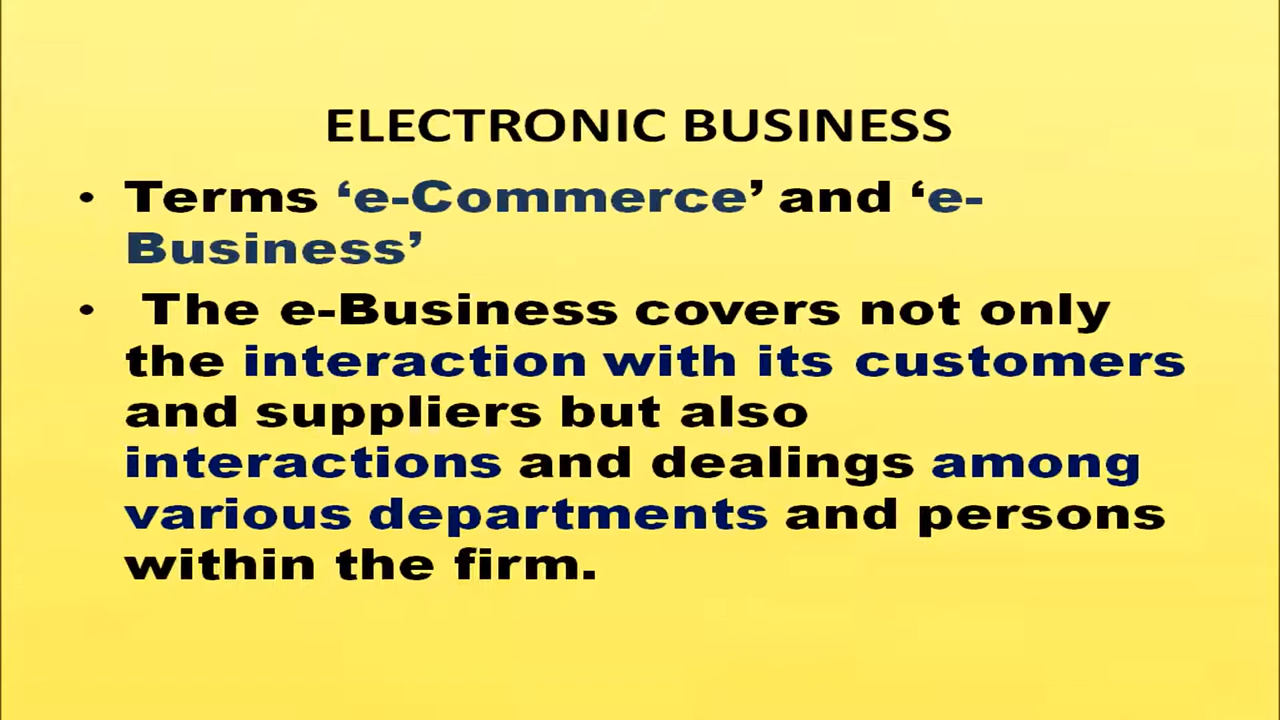 ELECTRONIC BUSINESS
• Terms ‘e-Commerce’ and ‘e-
Business’
• The e-Business covers not only
the interaction with its customers
and suppliers but also
interactions and dealings among
various departments and persons
within the firm.